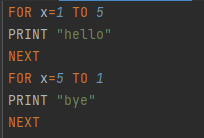 FOR x=1 TO 5
PRINT "hello"
NEXT
FOR x=5 TO 1
PRINT "bye"
NEXT